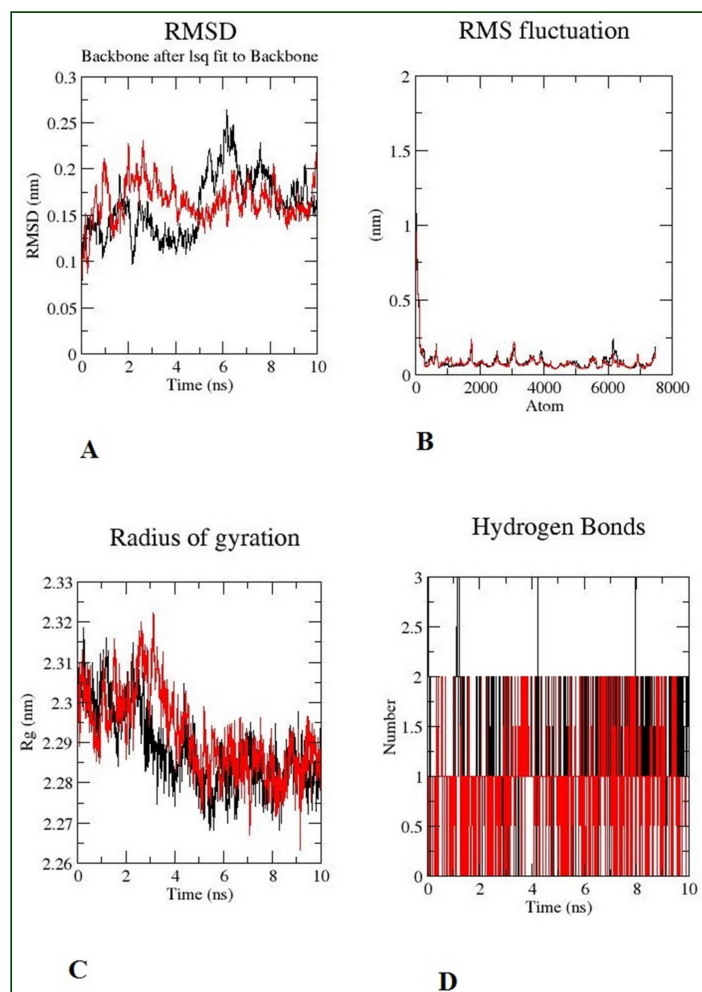 RMSD
Backbone after lsq fit to Backbone
0.3
0.25
0.2
0.15
0.1
0.05
0
RMSD (nm)
0 2 4 6 8 10
Time (ns)
A
RMS fluctuation
2
1.5
1
0.5
0
(nm)
0 2000 4000 6000 8000
Atom
B
Radius of gyration
2.33
2.32
2.31
2.3
2.29
2.28
2.27
2.26
Rg (nm)
0 2 4 6 8 10
Time (ns)
C
Hydrogen Bonds
3
2.5
2
1.5
1
0.5
0
Number
0 2 4 6 8 10
Time (ns)
D